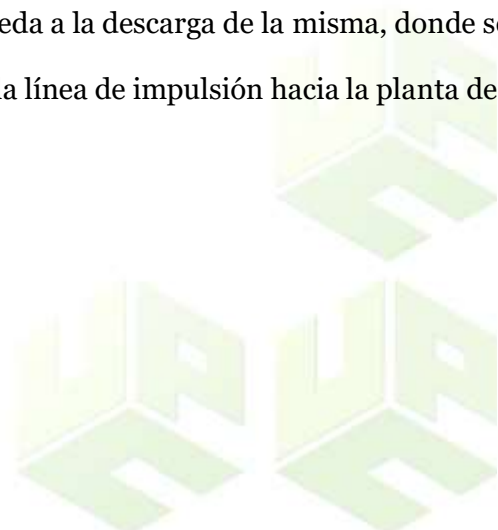 eda a la descarga de la misma, donde se
a línea de impulsión hacia la planta de